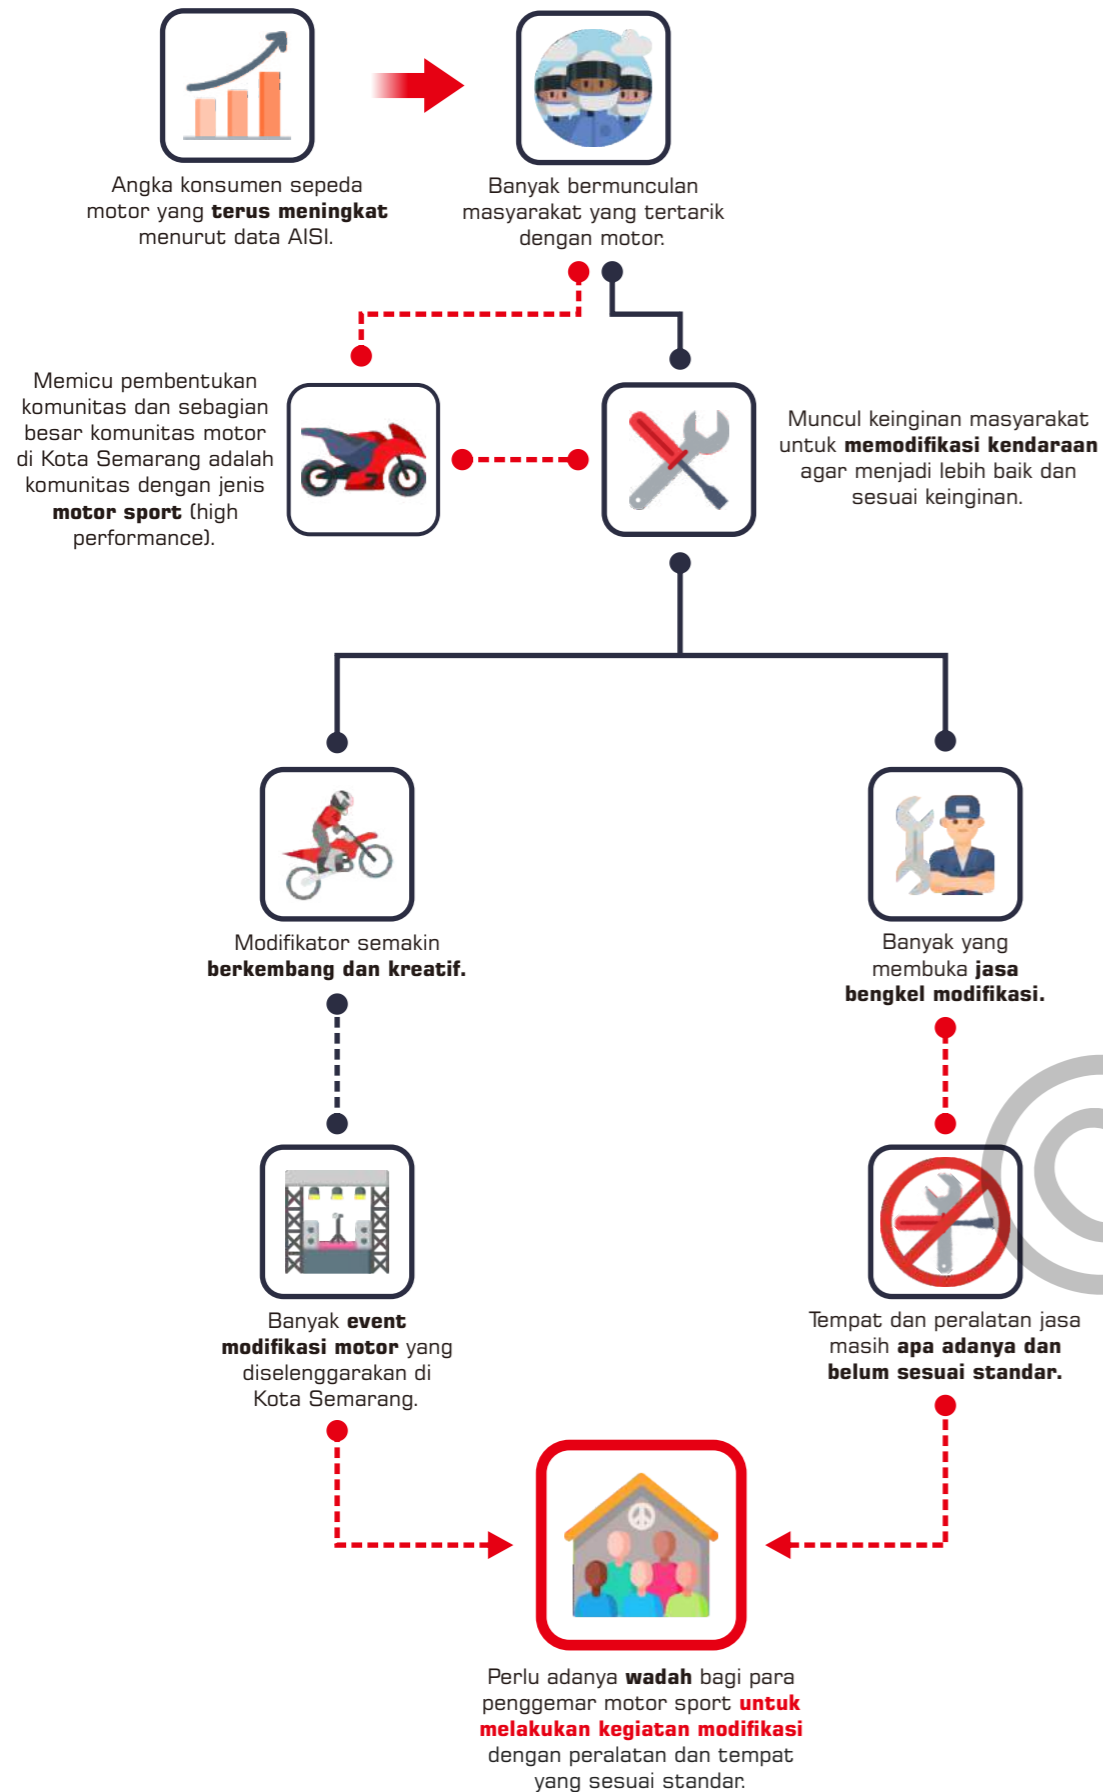 Angka konsumen sepeda
motor yang terus meningkat
menurut data AISI.
Banyak bermunculan
masyarakat yang tertarik
dengan motor.
Memicu pembentukan
komunitas dan sebagian
besar komunitas motor
di Kota Semarang adalah
komunitas dengan jenis
motor sport (high
performance).
Muncul keinginan masyarakat
untuk memodifikasi kendaraan
agar menjadi lebih baik dan
sesuai keinginan.
Modifikator semakin
berkembang dan kreatif.
Banyak yang
membuka jasa
bengkel modifikasi.
Banyak event
modifikasi motor yang
diselenggarakan di
Kota Semarang.
Tempat dan peralatan jasa
masih apa adanya dan
belum sesuai standar.
Perlu adanya wadah bagi para
penggemar motor sport untuk
melakukan kegiatan modifikasi
dengan peralatan dan tempat
yang sesuai standar.